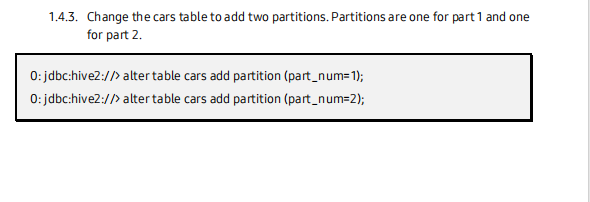 1.4.3. Change the cars table to add two partitions. Partitions are one for part 1 and one
for part 2.
0: jdbc:hive2://> alter table cars add partition (part_num=1);
0: jdbc:hive2://> alter table cars add partition (part_num=2);